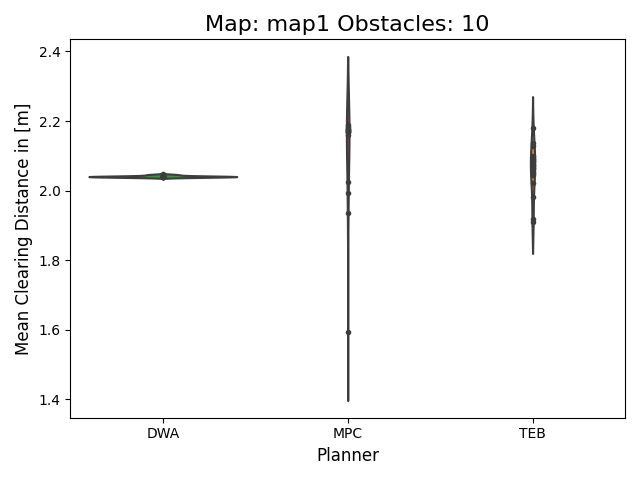 Map: map1 Obstacles: 10
Mean Clearing Distance in [m]
2.4
2.2
2.0
1.8
1.6
1.4
DWA
MPC
TEB
Planner